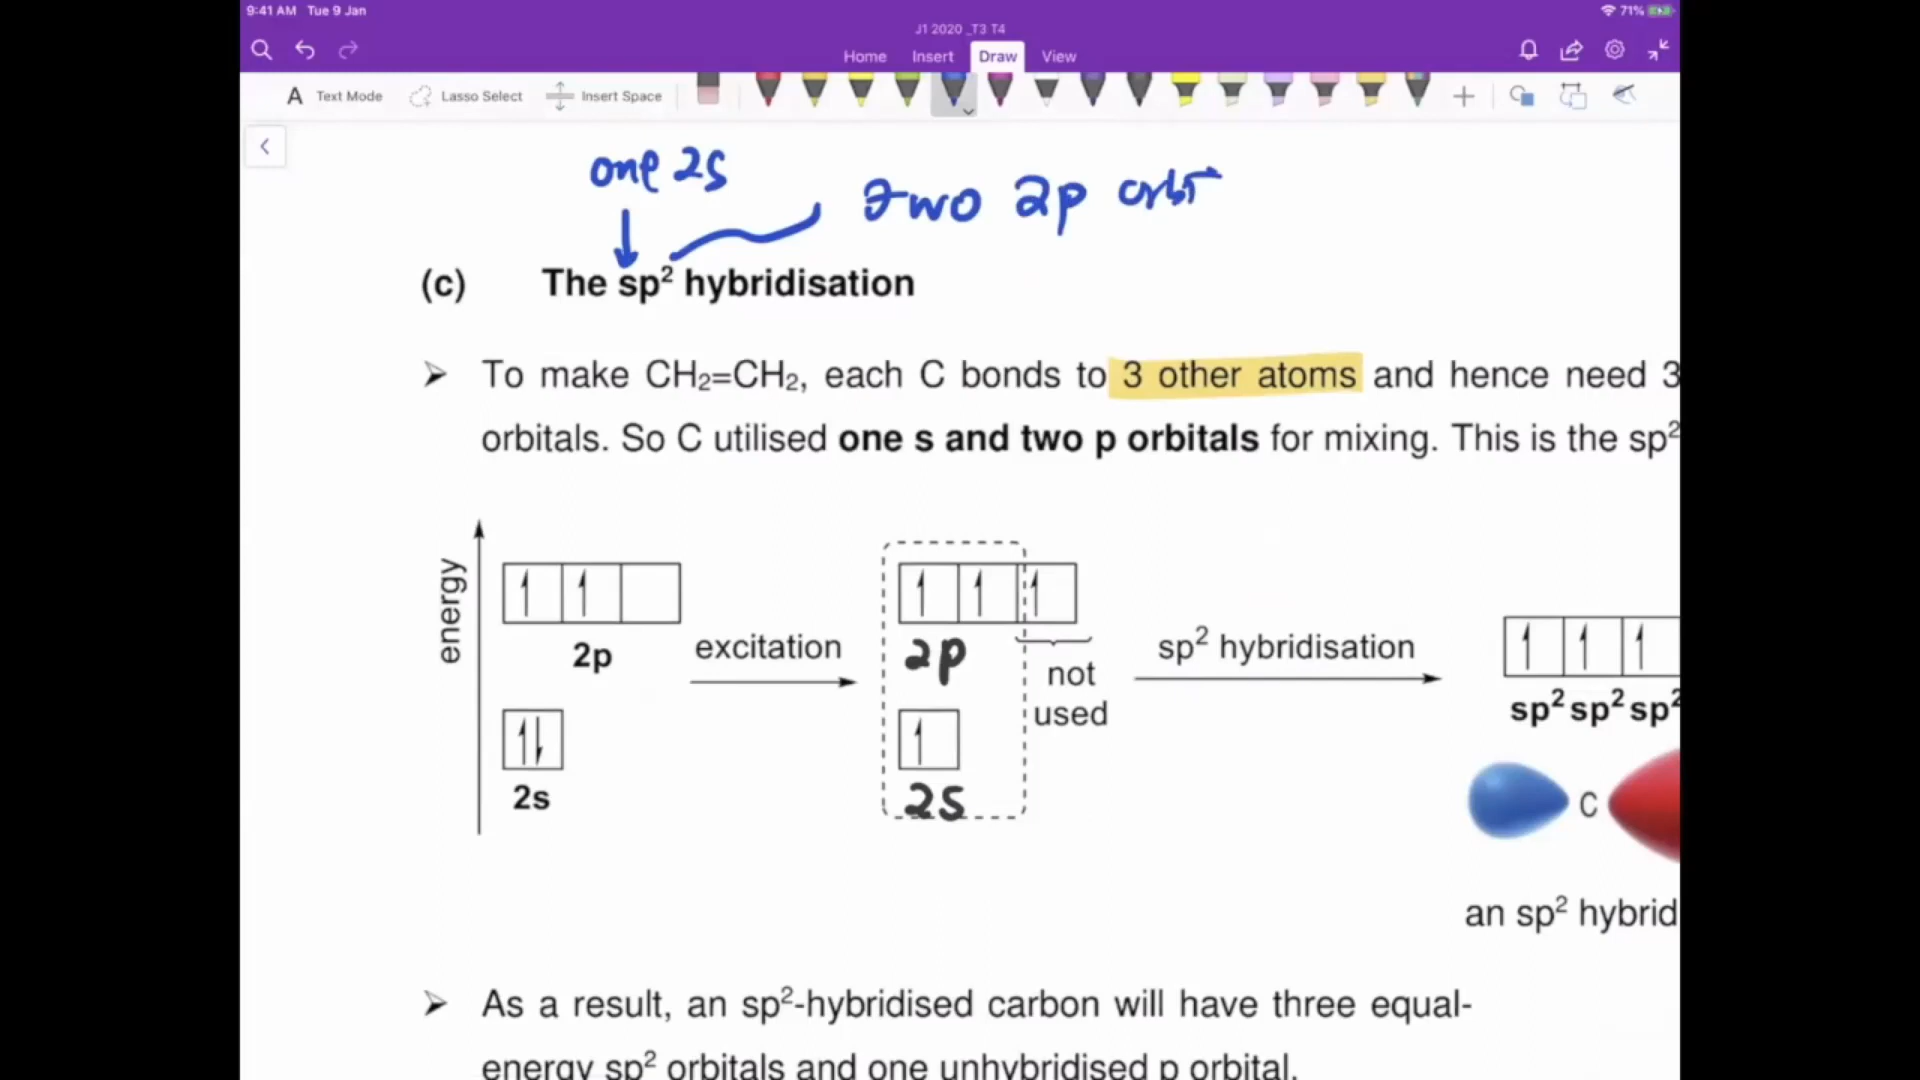 9:41 AM Tue 9 Jan
71%
J1 2020 _T3 T4
Home Insert Draw View
A Text Mode Lasso Select Insert Space
one 2s
two 2p orbi
(c) The sp² hybridisation
➢ To make CH₂=CH₂, each C bonds to 3 other atoms and hence need 3
orbitals. So C utilised one s and two p orbitals for mixing. This is the sp²
energy
2p
excitation
2p
not
used
sp² hybridisation
sp² sp² sp²
2s
2s
C
an sp² hybrid
➢ As a result, an sp²-hybridised carbon will have three equal-
energy sp² orbitals and one unhybridised p orbital.